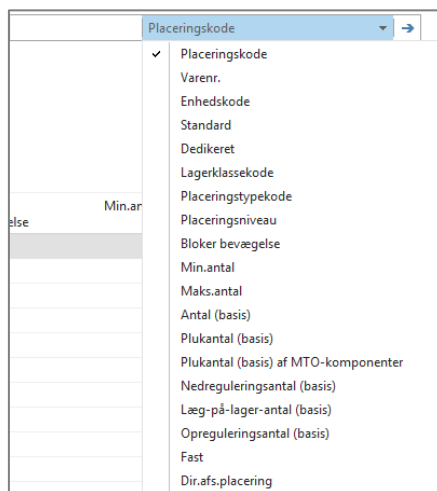 Placeringskode
Placeringskode
Varenr.
Enhedskode
Standard
Dedikeret
Lagerklassekode
Placeringstypekode
Placeringsniveau
Bloker bevægelse
Min.antal
Maks.antal
Antal (basis)
Plukantal (basis)
Plukantal (basis) af MTO-komponenter
Nedreguleringsantal (basis)
Læg-på-lager-antal (basis)
Opreguleringsantal (basis)
Fast
Dir.afs.placering
Min.an
else